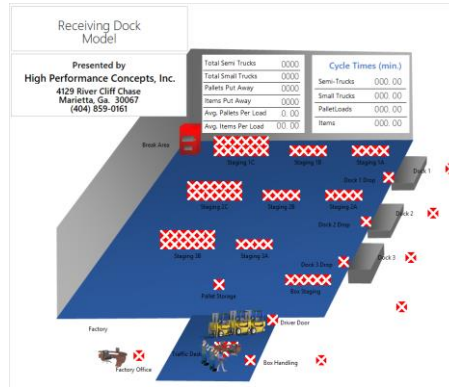 Receiving Dock
Model
Presented by
High Performance Concepts, Inc.
4129 River Cliff Chase
Marietta, Ga. 30067
(404) 859-0161
Total Semi Trucks 0000
Total Small Trucks 0000
Pallets Put Away 0000
Items Put Away 0000
Avg. Pallets Per Load 0.00
Avg. Items Per Load 00.00
Cycle Times (min.)
Semi-Trucks 000.00
Small Trucks 000.00
PalletLoads 000.00
Items 000.00
Break Area
Staging 1C
Staging 1B
Staging 1A
Dock 1
Dock 1 Drop
Staging 2C
Staging 2B
Staging 2A
Dock 2
Dock 2 Drop
Staging 3B
Staging 3A
Dock 3
Dock 3 Drop
Pallet Storage
Box Staging
Factory
Driver Door
Traffic Desk
Factory Office
Box Handling